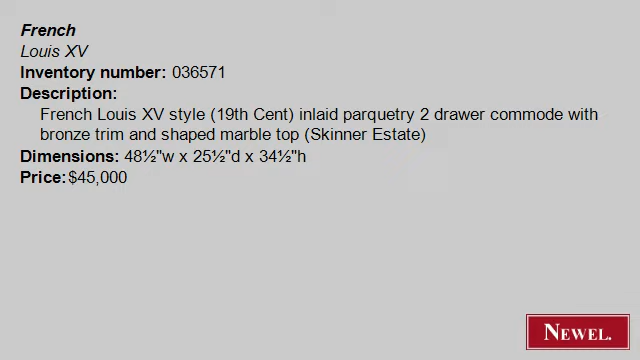 French
Louis XV
Inventory number: 036571
Description:
French Louis XV style (19th Cent) inlaid parquetry 2 drawer commode with
bronze trim and shaped marble top (Skinner Estate)
Dimensions: 48½"w x 25½"d x 34½"h
Price:$45,000
NEWEL.